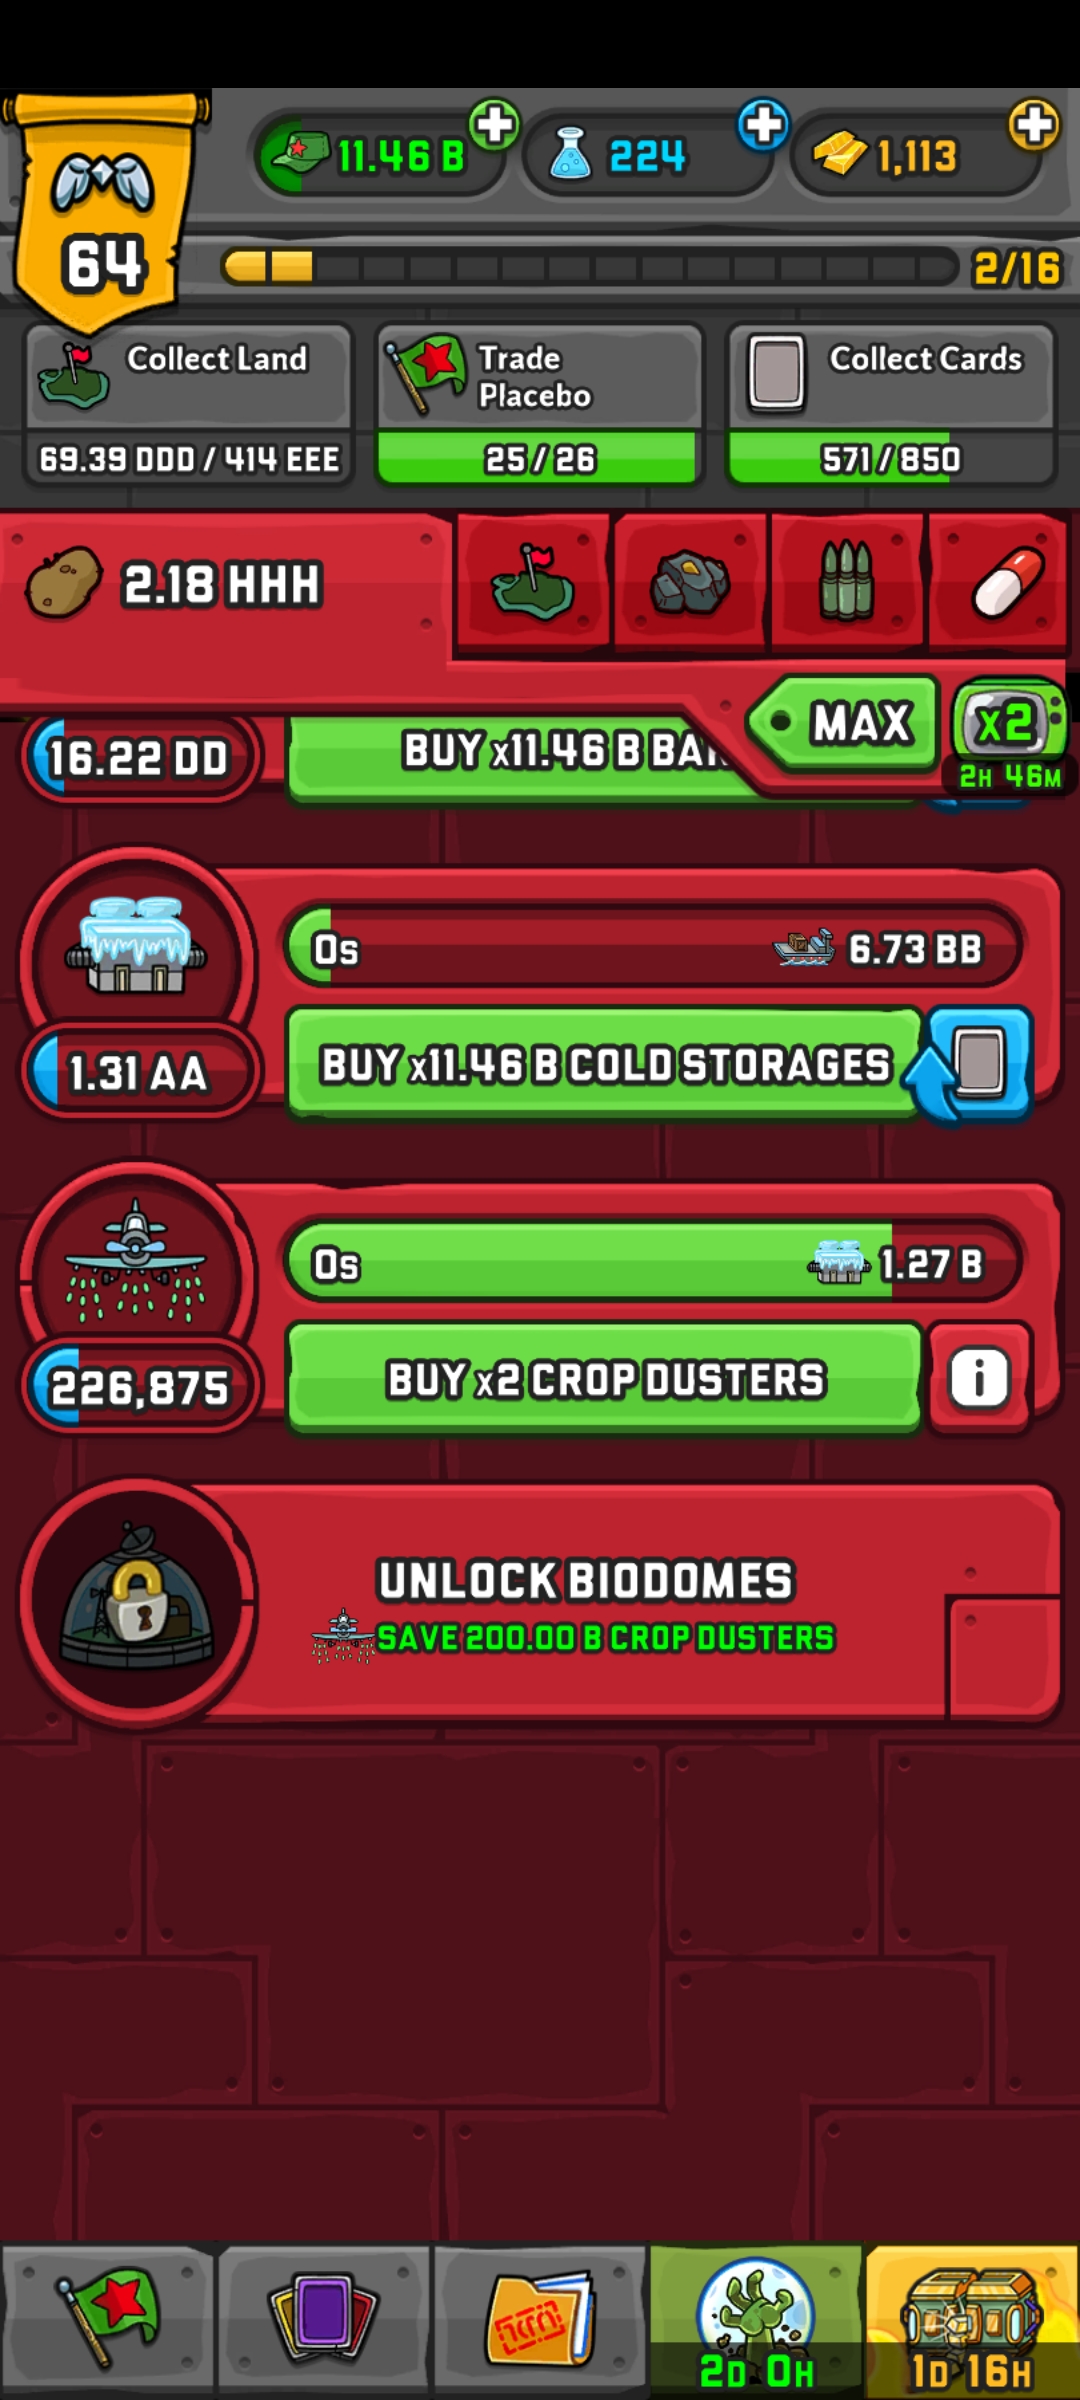 11.46 B
224
1,113
64
2/16
Collect Land
69.39 DDD / 414 EEE
Trade
Placebo
25 / 26
Collect Cards
571 / 850
2.18 HHH
MAX
x2
2H 46M
16.22 DD
BUY x11.46 B
0s
6.73 BB
1.31 AA
BUY x11.46 B COLD STORAGES
0s
1.27 B
226,875
BUY x2 CROP DUSTERS
i
UNLOCK BIODOMES
SAVE 200.00 B CROP DUSTERS
2D 0H
1D 16H